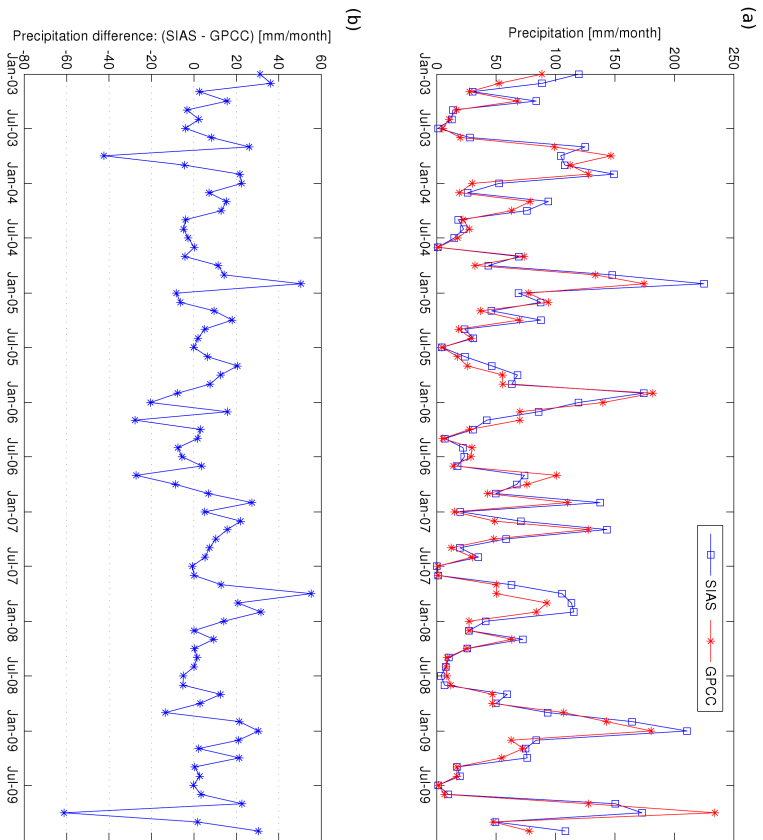 (a)
Precipitation [mm/month]
250
200
150
100
50
0
Jan-03
Jul-03
Jan-04
Jul-04
Jan-05
Jul-05
Jan-06
Jul-06
Jan-07
Jul-07
Jan-08
Jul-08
Jan-09
Jul-09
SIAS
GPCC
(b)
Precipitation difference: (SIAS - GPCC) [mm/month]
60
40
20
0
-20
-40
-60
-80
Jan-03
Jul-03
Jan-04
Jul-04
Jan-05
Jul-05
Jan-06
Jul-06
Jan-07
Jul-07
Jan-08
Jul-08
Jan-09
Jul-09